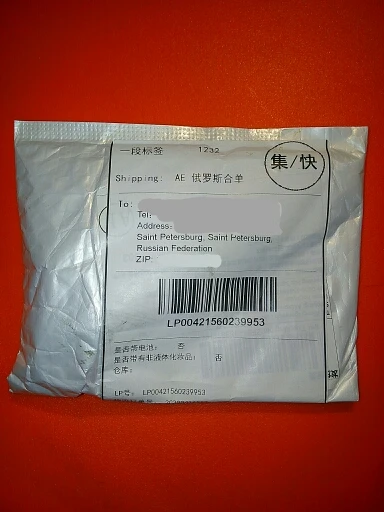 一段标签 1232
集/快
Shipping: AE 俄罗斯合单
To:
Tel:
Address:
Saint Petersburg, Saint Petersburg,
Russian Federation
ZIP:
LP00421560239953
是否带电池: 否
是否带有非液体化妆品: 否
仓库:
LP号: LP00421560239953